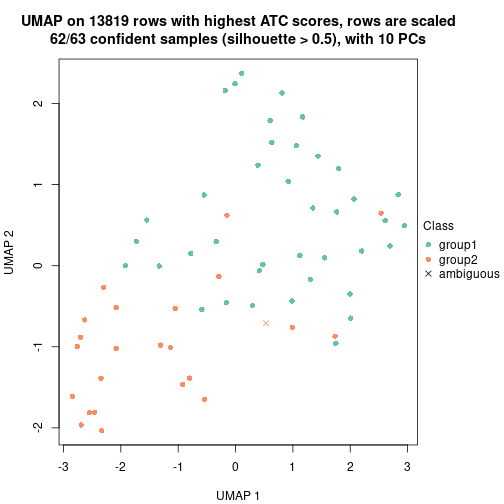 UMAP on 13819 rows with highest ATC scores, rows are scaled
62/63 confident samples (silhouette > 0.5), with 10 PCs
2
1
0
-1
-2
UMAP 2
-3
-2
-1
0
1
2
3
UMAP 1
Class
group1
group2
ambiguous